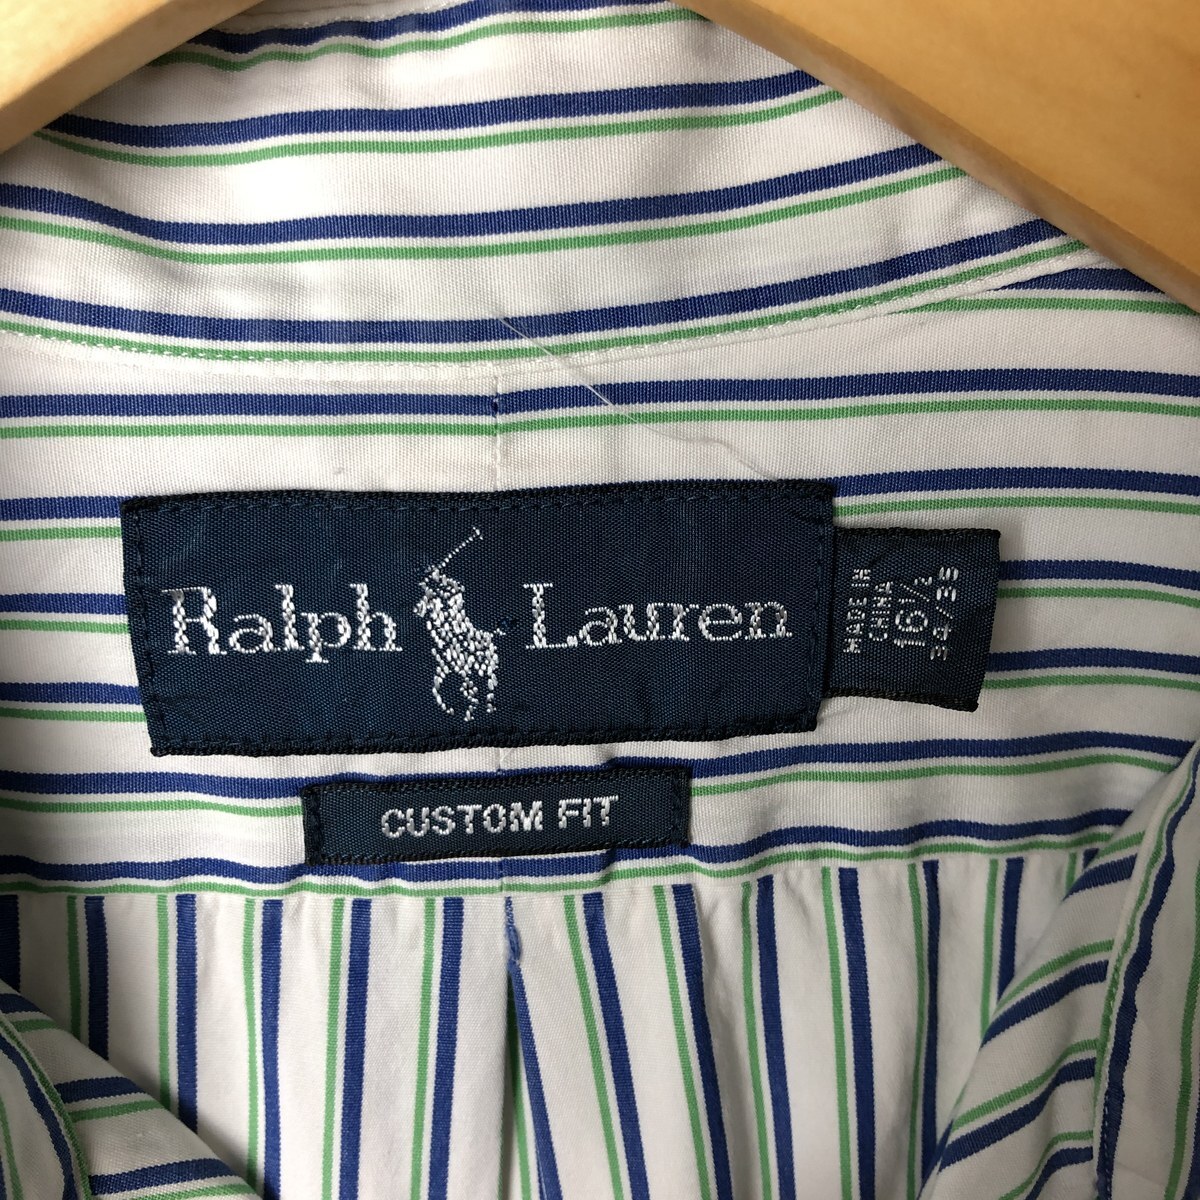 Ralph Lauren
MADE IN
CHINA
16½
34/35
CUSTOM FIT